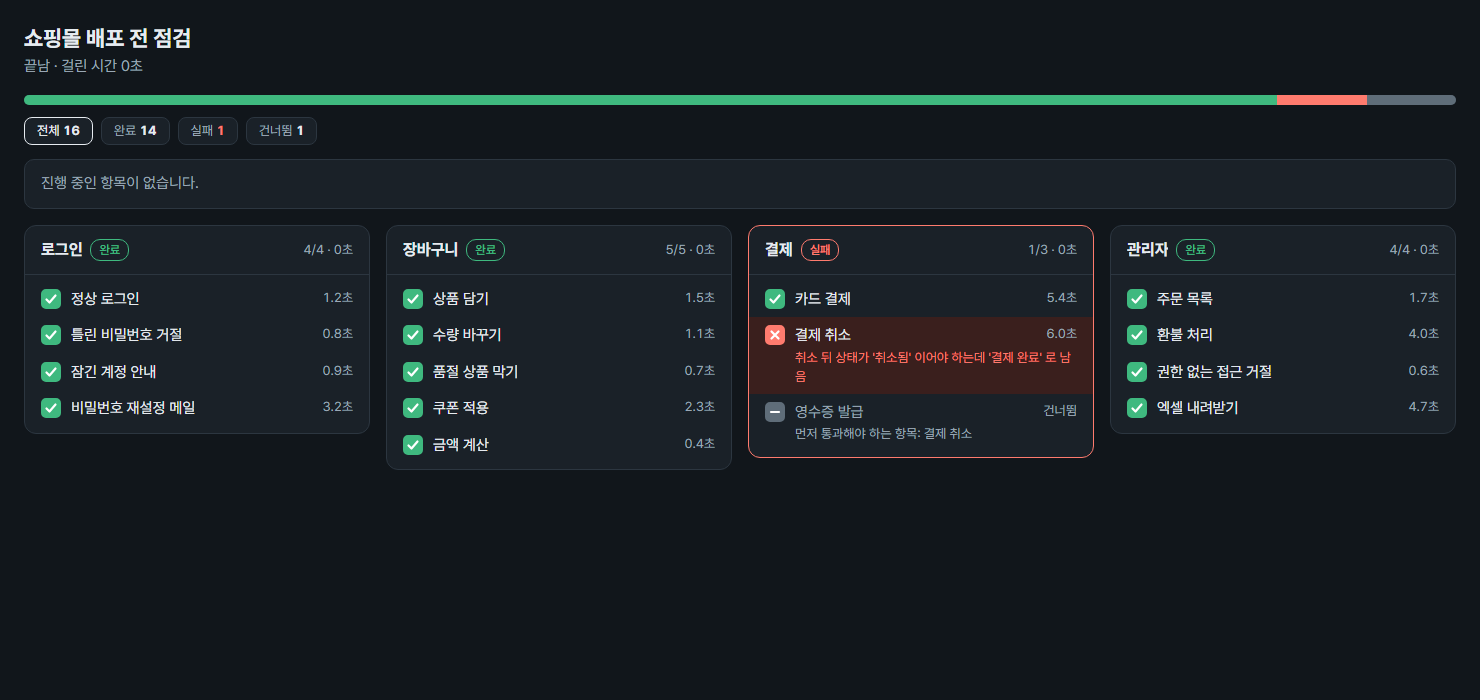 쇼핑몰 배포 전 점검
끝남 · 걸린 시간 0초
전체 16
완료 14
실패 1
건너뜀 1
진행 중인 항목이 없습니다.
로그인 완료 4/4 · 0초
정상 로그인 1.2초
틀린 비밀번호 거절 0.8초
잠긴 계정 안내 0.9초
비밀번호 재설정 메일 3.2초
장바구니 완료 5/5 · 0초
상품 담기 1.5초
수량 바꾸기 1.1초
품절 상품 막기 0.7초
쿠폰 적용 2.3초
금액 계산 0.4초
결제 실패 1/3 · 0초
카드 결제 5.4초
결제 취소 6.0초
취소 뒤 상태가 '취소됨' 이어야 하는데 '결제 완료' 로 남
음
영수증 발급 건너뜀
먼저 통과해야 하는 항목: 결제 취소
관리자 완료 4/4 · 0초
주문 목록 1.7초
환불 처리 4.0초
권한 없는 접근 거절 0.6초
엑셀 내려받기 4.7초